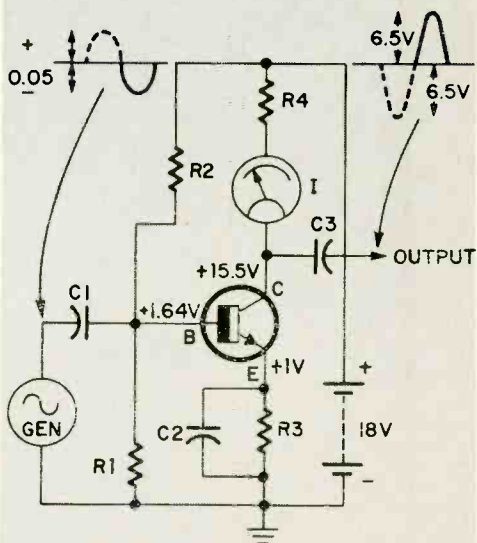 +
0.05
−
6.5V
6.5V
R4
R2
I
C3
OUTPUT
+15.5V
C1
+1.64V
C
B
E
+1V
+
GEN
C2
R3
18V
R1
−